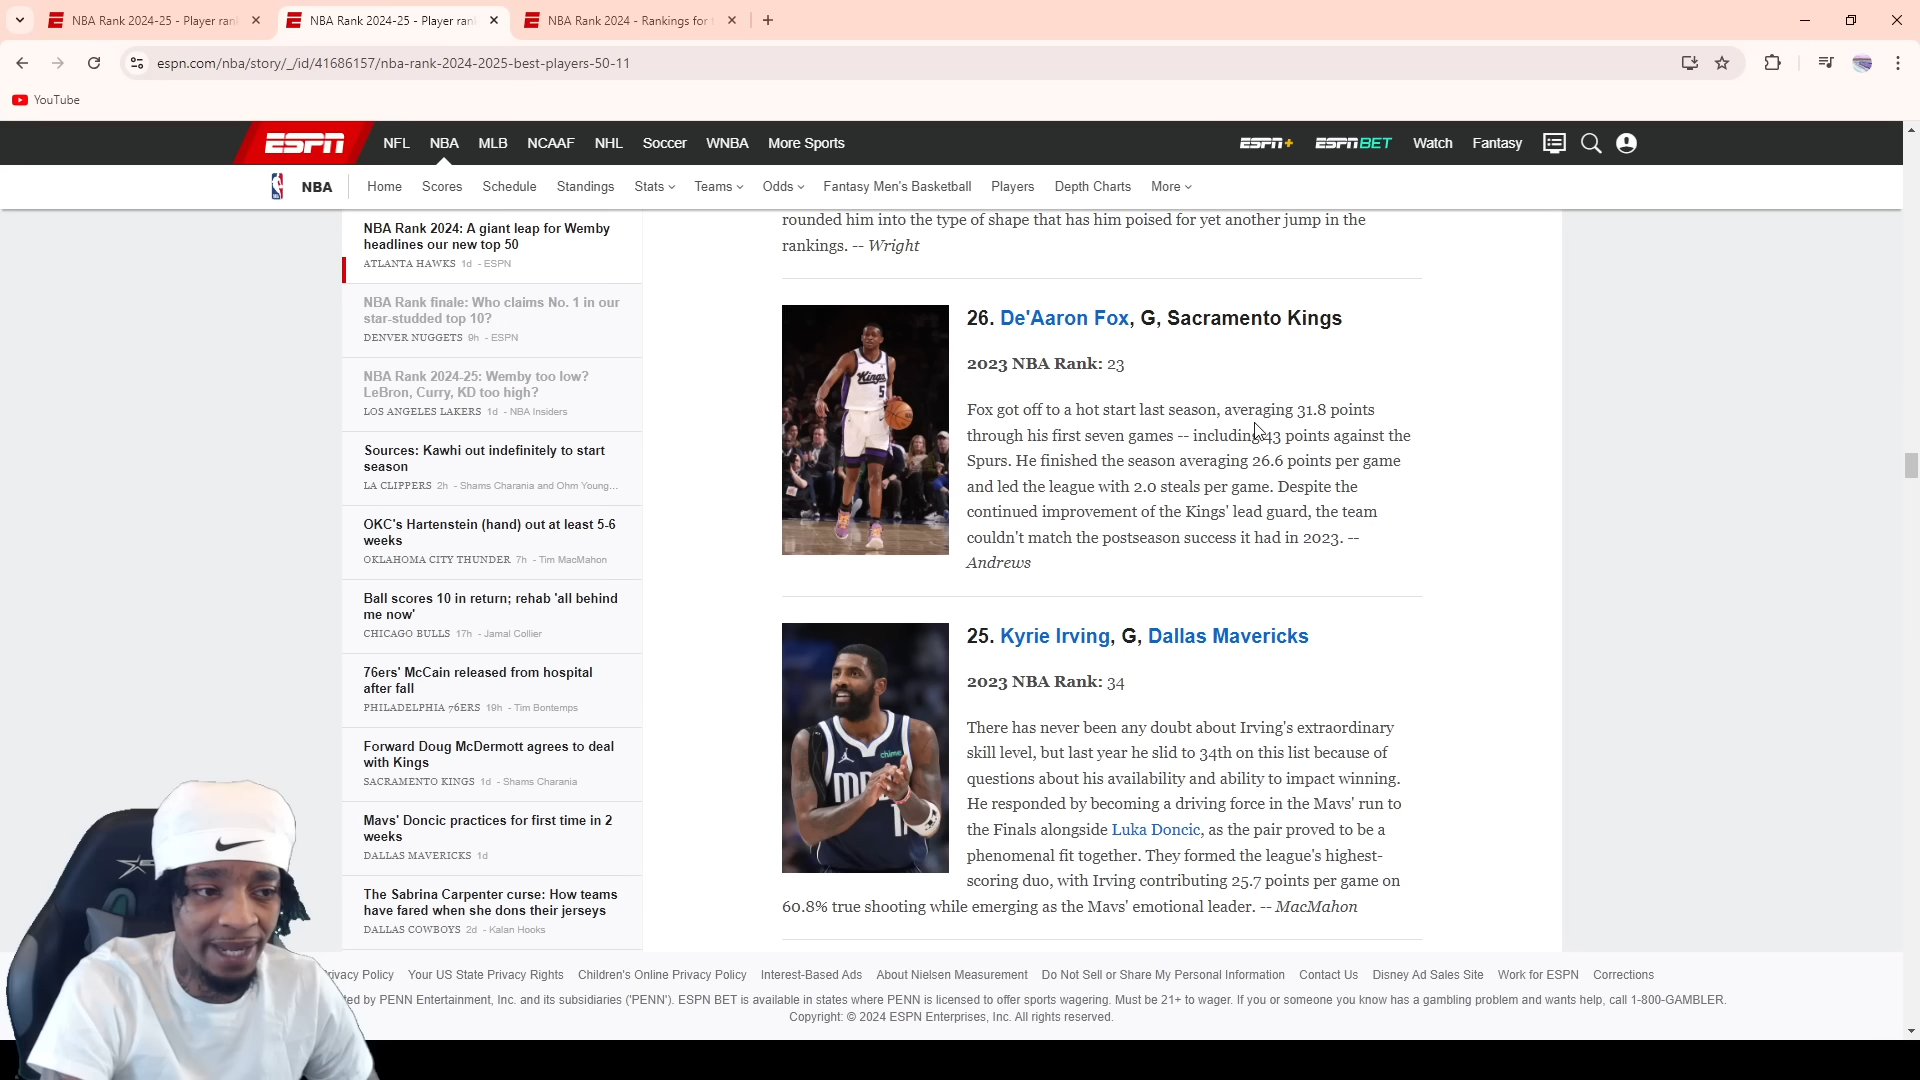 NBA Rank 2024-25 - Player ran
NBA Rank 2024-25 - Player rank
NBA Rank 2024 - Rankings for t
espn.com/nba/story/_/id/41686157/nba-rank-2024-2025-best-players-50-11
YouTube
ESPN
NFL NBA MLB NCAAF NHL Soccer WNBA More Sports
ESPN+ ESPN BET Watch Fantasy
NBA Home Scores Schedule Standings Stats Teams Odds Fantasy Men's Basketball Players Depth Charts More
NBA Rank 2024: A giant leap for Wemby
headlines our new top 50
ATLANTA HAWKS 1d - ESPN
NBA Rank finale: Who claims No. 1 in our
star-studded top 10?
DENVER NUGGETS 9h - ESPN
NBA Rank 2024-25: Wemby too low?
LeBron, Curry, KD too high?
LOS ANGELES LAKERS 1d - NBA Insiders
Sources: Kawhi out indefinitely to start
season
LA CLIPPERS 2h - Shams Charania and Ohm Young...
OKC's Hartenstein (hand) out at least 5-6
weeks
OKLAHOMA CITY THUNDER 7h - Tim MacMahon
Ball scores 10 in return; rehab 'all behind
me now'
CHICAGO BULLS 17h - Jamal Collier
76ers' McCain released from hospital
after fall
PHILADELPHIA 76ERS 19h - Tim Bontemps
Forward Doug McDermott agrees to deal
with Kings
SACRAMENTO KINGS 1d - Shams Charania
Mavs' Doncic practices for first time in 2
weeks
DALLAS MAVERICKS 1d
The Sabrina Carpenter curse: How teams
have fared when she dons their jerseys
DALLAS COWBOYS 2d - Kalan Hooks
rounded him into the type of shape that has him poised for yet another jump in the
rankings. -- Wright
26. De'Aaron Fox, G, Sacramento Kings
2023 NBA Rank: 23
Fox got off to a hot start last season, averaging 31.8 points
through his first seven games -- including 43 points against the
Spurs. He finished the season averaging 26.6 points per game
and led the league with 2.0 steals per game. Despite the
continued improvement of the Kings' lead guard, the team
couldn't match the postseason success it had in 2023. --
Andrews
Kings
5
25. Kyrie Irving, G, Dallas Mavericks
2023 NBA Rank: 34
There has never been any doubt about Irving's extraordinary
skill level, but last year he slid to 34th on this list because of
questions about his availability and ability to impact winning.
He responded by becoming a driving force in the Mavs' run to
the Finals alongside Luka Doncic, as the pair proved to be a
phenomenal fit together. They formed the league's highest-
scoring duo, with Irving contributing 25.7 points per game on
60.8% true shooting while emerging as the Mavs' emotional leader. -- MacMahon
chime
rivacy Policy Your US State Privacy Rights Children's Online Privacy Policy Interest-Based Ads About Nielsen Measurement Do Not Sell or Share My Personal Information Contact Us Disney Ad Sales Site Work for ESPN Corrections
ted by PENN Entertainment, Inc. and its subsidiaries ('PENN'). ESPN BET is available in states where PENN is licensed to offer sports wagering. Must be 21+ to wager. If you or someone you know has a gambling problem and wants help, call 1-800-GAMBLER.
Copyright: © 2024 ESPN Enterprises, Inc. All rights reserved.